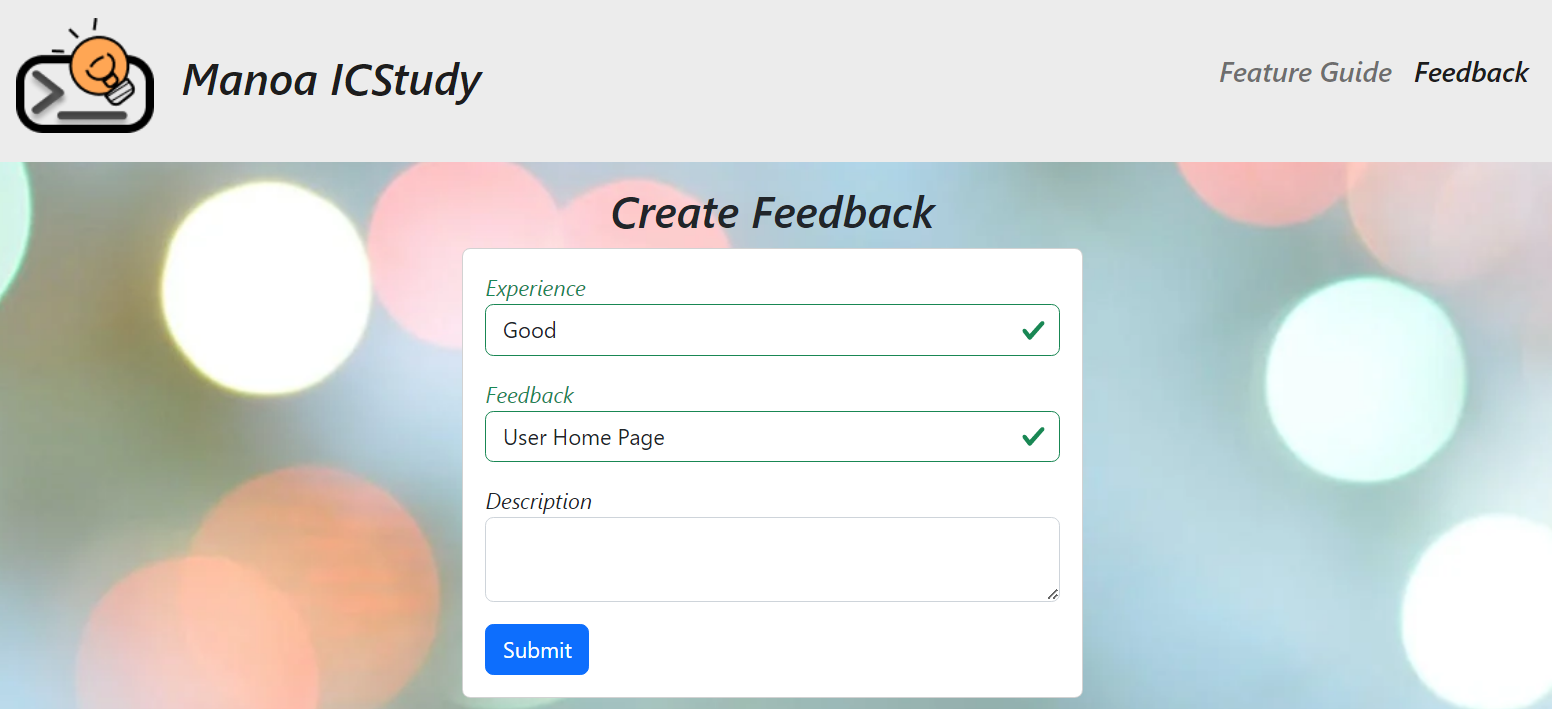 Manoa ICStudy
Feature Guide Feedback
Create Feedback
Experience
Good
Feedback
User Home Page
Description
Submit